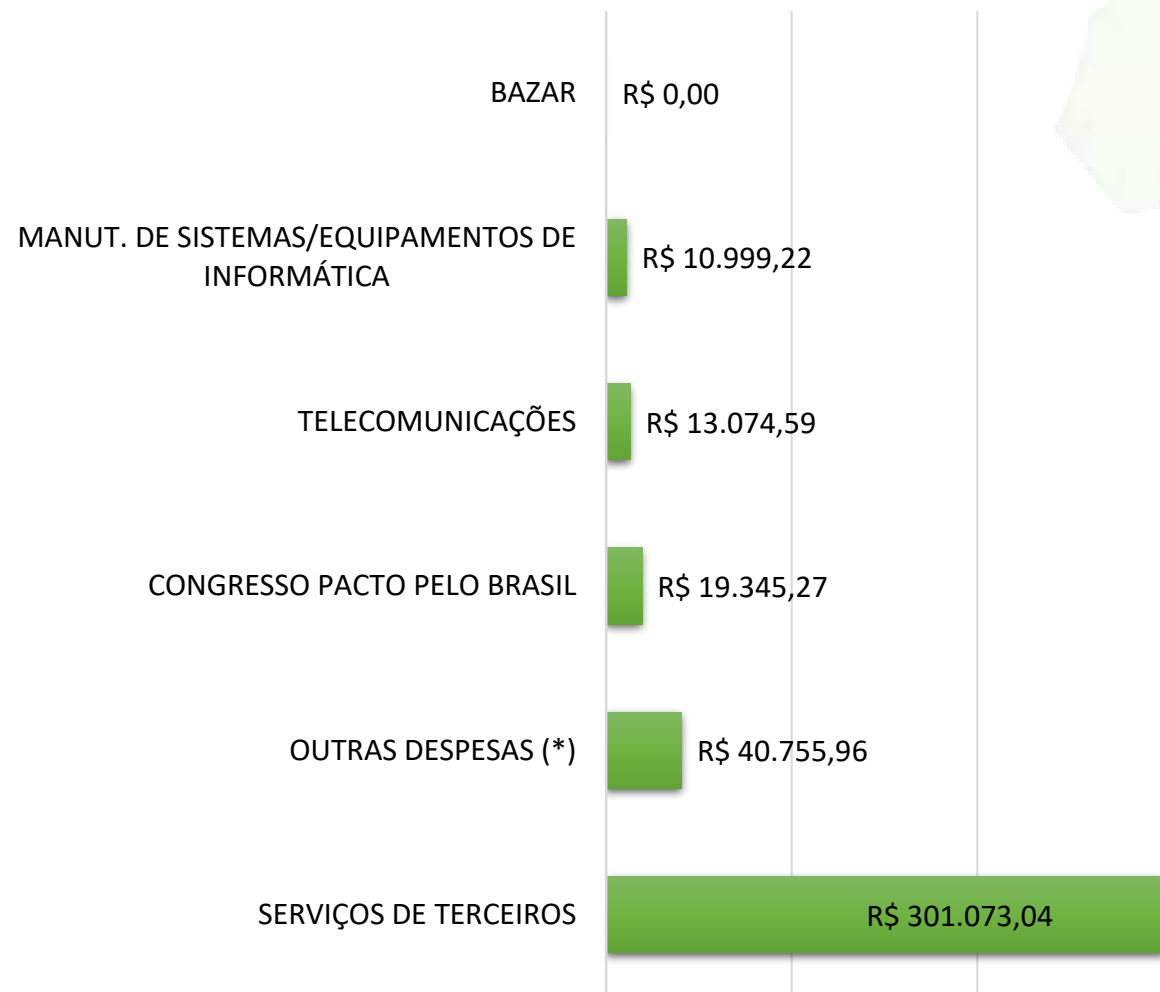 BAZAR R$ 0,00
MANUT. DE SISTEMAS/EQUIPAMENTOS DE
INFORMÁTICA R$ 10.999,22
TELECOMUNICAÇÕES R$ 13.074,59
CONGRESSO PACTO PELO BRASIL R$ 19.345,27
OUTRAS DESPESAS (*) R$ 40.755,96
SERVIÇOS DE TERCEIROS R$ 301.073,04